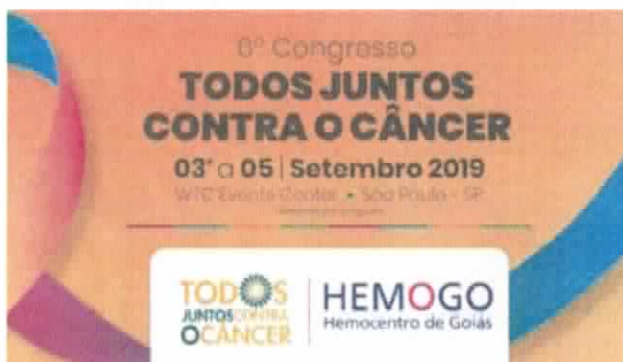 6º Congresso
TODOS JUNTOS
CONTRA O CÂNCER
03* a 05 | Setembro 2019
WTC Events Center • São Paulo - SP
TODOS
JUNTOS CONTRA
O CÂNCER
HEMOGO
Hemocentro de Goiás